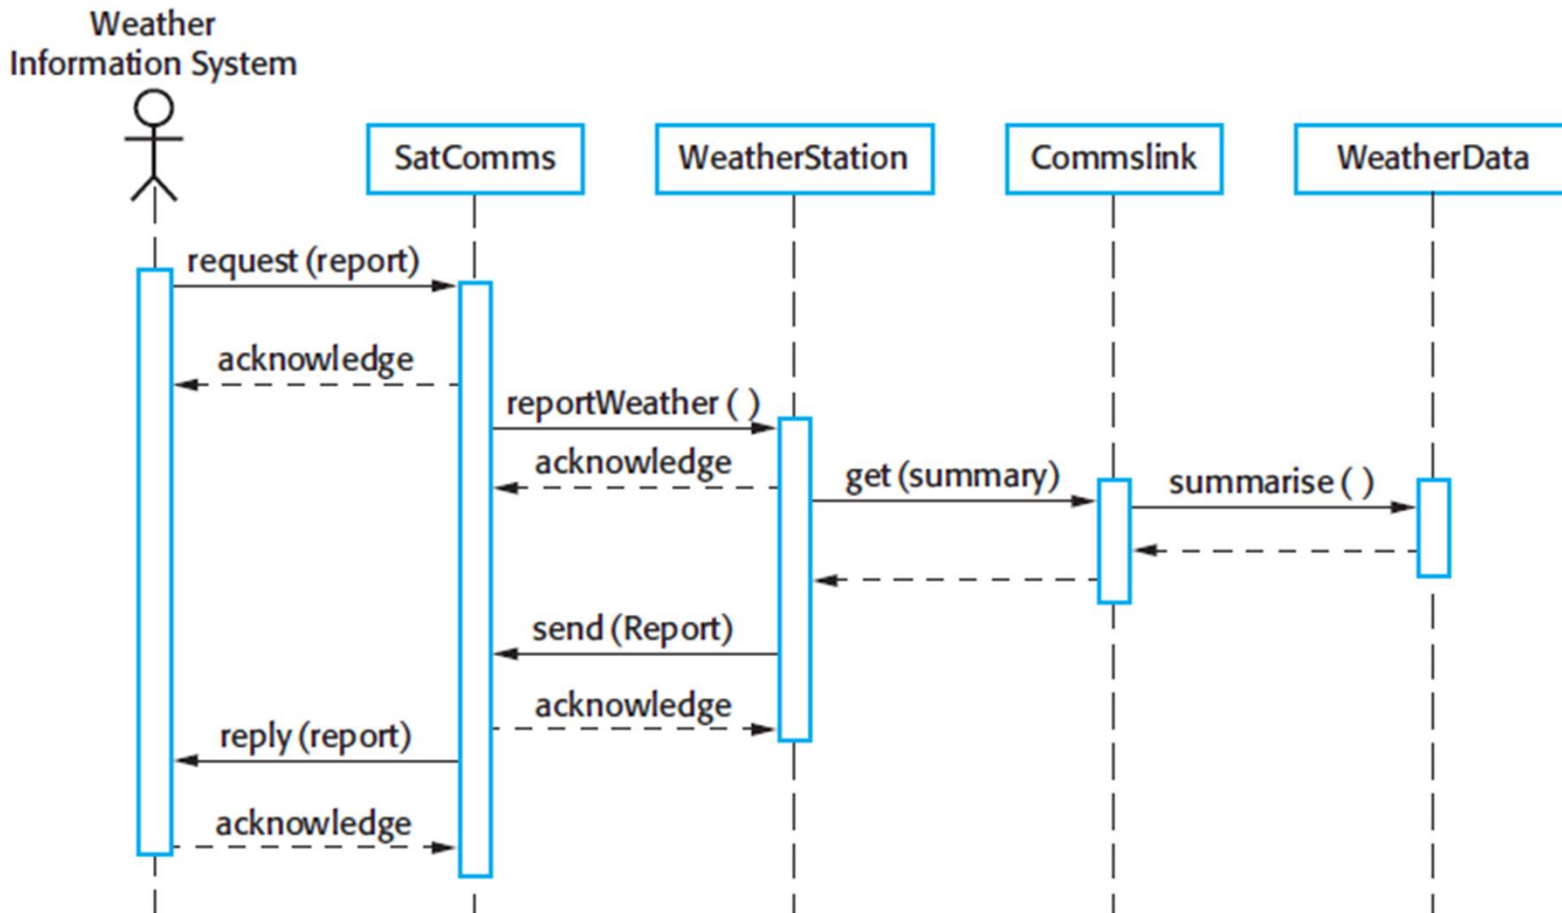 Weather
Information System
SatComms
WeatherStation
Commslink
WeatherData
request (report)
acknowledge
reportWeather ( )
acknowledge
get (summary)
summarise ( )
send (Report)
acknowledge
reply (report)
acknowledge